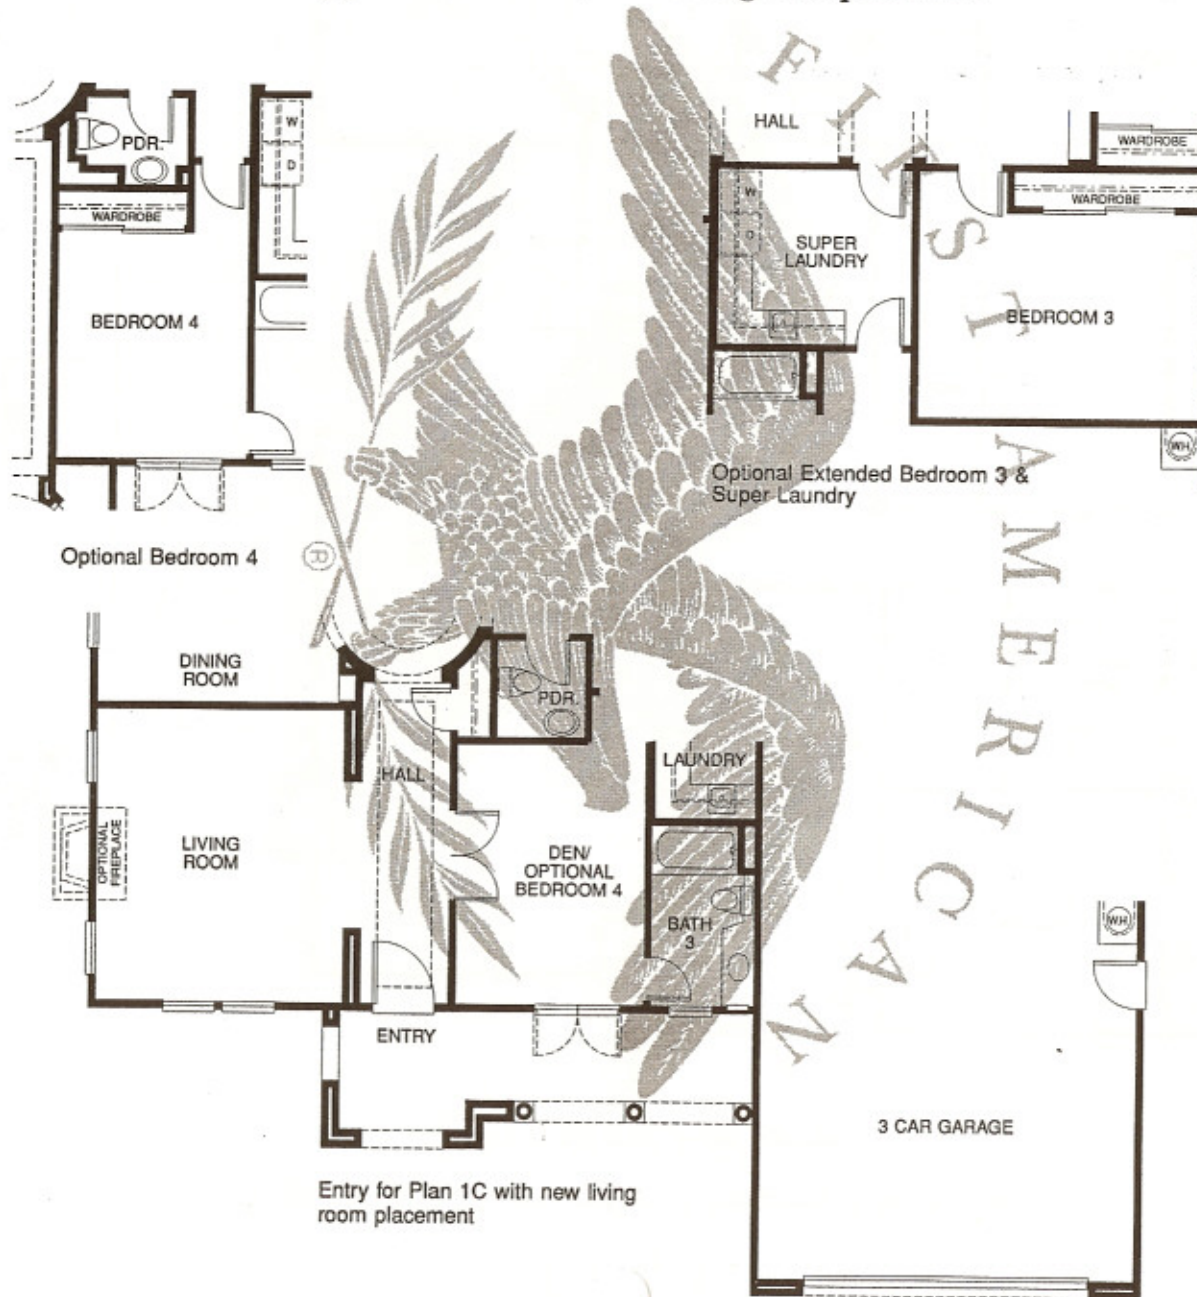 HALL
WARDROBE
WARDROBE
PDR.
W
D
WARDROBE
BEDROOM 4
W
D
SUPER
LAUNDRY
BEDROOM 3
W.H.
Optional Extended Bedroom 3 &
Super Laundry
Optional Bedroom 4
R
FIRST AMERICAN
DINING
ROOM
PDR.
HALL
LAUNDRY
LIVING
ROOM
OPTIONAL
FIREPLACE
DEN/
OPTIONAL
BEDROOM 4
BATH
3
W.H.
ENTRY
3 CAR GARAGE
Entry for Plan 1C with new living
room placement